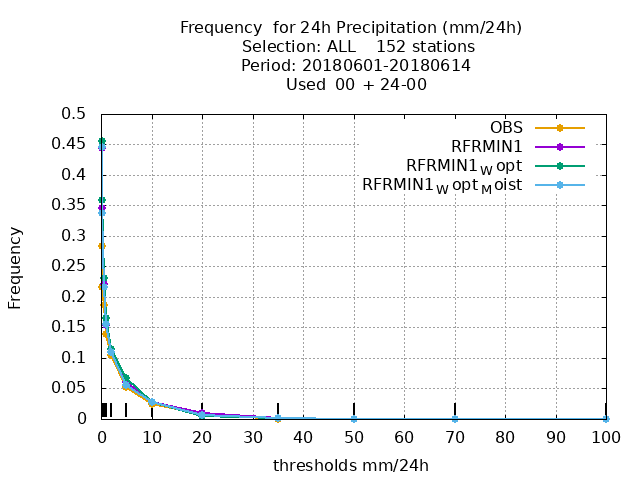 Frequency  for 24h Precipitation (mm/24h)
Selection: ALL    152 stations
Period: 20180601-20180614
Used  00 + 24-00
0.5
0.45
0.4
0.35
0.3
0.25
0.2
0.15
0.1
0.05
0
Frequency
OBS
RFRMIN1
RFRMIN1W opt
RFRMIN1W optM oist
0 10 20 30 40 50 60 70 80 90 100
thresholds mm/24h